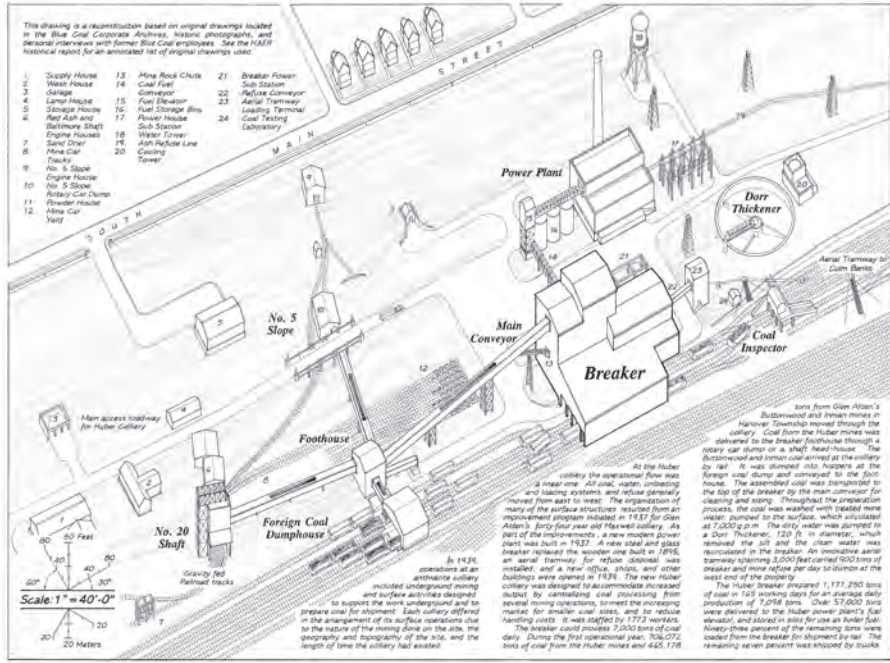 This drawing is a reconstruction based on original drawings located
in the Blue Coal Corporate Archives, historic photographs, and
personal interviews with former Blue Coal employees. See the HAER
historical report for an annotated list of original drawings used.
1. Supply House
2. Wash House
3. Garage
4. Lamp House
5. Storage House
6. Red Ash and
Baltimore Shaft
Engine Houses
7. Sand Drier
8. Mine Car
Tracks
9. No. 5 Slope
Engine House
10. No. 5 Slope
Rotary Car Dump
11. Powder House
12. Mine Car
Yard
13. Mine Rock Chute
14. Coal Fuel
Conveyor
15. Fuel Elevator
16. Fuel Storage Bins
17. Power House
Sub Station
18. Water Tower
19. Ash Refuse Line
20. Cooling
Tower
21. Breaker Power
Sub Station
22. Refuse Conveyor
23. Aerial Tramway
Loading Terminal
24. Coal Testing
Laboratory
SOUTH MAIN STREET
Power Plant
Dorr
Thickener
Aerial Tramway to
Culm Banks
No. 5
Slope
Main
Conveyor
Coal
Inspector
Breaker
Main access roadway
for Huber Colliery
Foothouse
No. 20
Shaft
Foreign Coal
Dumphouse
Gravity fed
Railroad tracks
80 Feet
Scale: 1" = 40'-0"
20 Meters
In 1939,
operations at an
anthracite colliery
included underground mining
and surface activities designed
to support the work underground and to
prepare coal for shipment. Each colliery differed
in the arrangement of its surface operations due
to the nature of the mining done on the site, the
geography and topography of the site, and the
length of time the colliery had existed.
At the Huber
colliery the operational flow was
a linear one. All coal, water, unloading
and loading systems, and refuse generally
moved from east to west. The organization of
many of the surface structures resulted from an
improvement program initiated in 1937 for Glen
Alden's forty-four year old Maxwell colliery. As
part of the improvements, a new modern power
plant was built in 1937. A new steel and glass
breaker replaced the wooden one built in 1895,
an aerial tramway for refuse disposal was
installed, and a new office, shops, and other
buildings were opened in 1939. The new Huber
was designed to accommodate increased
output by centralizing coal processing from
several mining operations, to meet the increasing
market for smaller coal sizes, and to reduce
handling costs. It was staffed by 1773 workers.
The breaker could process 7,000 tons of coal
daily. During the first operational year, 706,072
tons of coal from the Huber mines and 465,178
tons from Glen Alden's
Buttonwood and Inman mines in
Hanover Township moved through the
colliery. Coal from the Huber mines was
delivered to the breaker foothouse through a
rotary car dump or a shaft head-house. The
Buttonwood and Inman coal arrived at the colliery
by rail. It was dumped into hoppers at the
foreign coal dump and conveyed to the foot-
house. The assembled coal was transported to
the top of the breaker by the main conveyor for
cleaning and sizing. Throughout the preparation
process, the coal was washed with treated mine
water, pumped to the surface, which circulated
at 7,000 g.p.m. The dirty water was pumped to
a Dorr Thickener, 120 ft. in diameter, which
removed the silt and the clean water was
recirculated in the breaker. An innovative aerial
tramway spanning 3,000 feet carried 900 tons of
breaker and mine refuse per day to dumps at the
west end of the property.
The Huber Breaker prepared 1,171,250 tons
of coal in 165 working days for an average daily
production of 7,098 tons. Over 57,000 tons
were delivered to the Huber power plant's fuel
elevator, and stored in silos for use as boiler fuel.
Ninety-three percent of the remaining tons were
loaded from the breaker for shipment by rail. The
remaining seven percent was shipped by trucks.